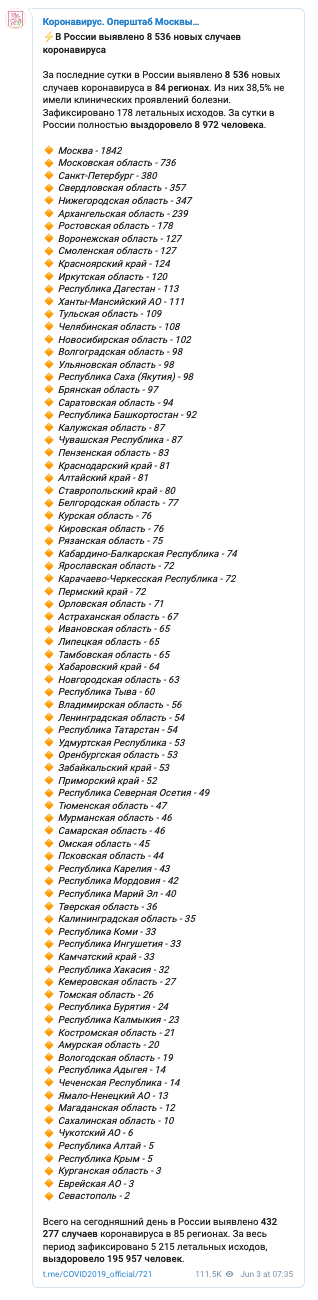 Коронавирус. Оперштаб Москвы…
⚡В России выявлено 8 536 новых случаев
коронавируса
За последние сутки в России выявлено 8 536 новых
случаев коронавируса в 84 регионах. Из них 38,5% не
имели клинических проявлений болезни.
Зафиксировано 178 летальных исходов. За сутки в
России полностью выздоровело 8 972 человека.
🔸 Москва - 1842
🔸 Московская область - 736
🔸 Санкт-Петербург - 380
🔸 Свердловская область - 357
🔸 Нижегородская область - 347
🔸 Архангельская область - 239
🔸 Ростовская область - 178
🔸 Воронежская область - 127
🔸 Смоленская область - 127
🔸 Красноярский край - 124
🔸 Иркутская область - 120
🔸 Республика Дагестан - 113
🔸 Ханты-Мансийский АО - 111
🔸 Тульская область - 109
🔸 Челябинская область - 108
🔸 Новосибирская область - 102
🔸 Волгоградская область - 98
🔸 Ульяновская область - 98
🔸 Республика Саха (Якутия) - 98
🔸 Брянская область - 97
🔸 Саратовская область - 94
🔸 Республика Башкортостан - 92
🔸 Калужская область - 87
🔸 Чувашская Республика - 87
🔸 Пензенская область - 83
🔸 Краснодарский край - 81
🔸 Алтайский край - 81
🔸 Ставропольский край - 80
🔸 Белгородская область - 77
🔸 Курская область - 76
🔸 Кировская область - 76
🔸 Рязанская область - 75
🔸 Кабардино-Балкарская Республика - 74
🔸 Ярославская область - 72
🔸 Карачаево-Черкесская Республика - 72
🔸 Пермский край - 72
🔸 Орловская область - 71
🔸 Астраханская область - 67
🔸 Ивановская область - 65
🔸 Липецкая область - 65
🔸 Тамбовская область - 65
🔸 Хабаровский край - 64
🔸 Новгородская область - 63
🔸 Республика Тыва - 60
🔸 Владимирская область - 56
🔸 Ленинградская область - 54
🔸 Республика Татарстан - 54
🔸 Удмуртская Республика - 53
🔸 Оренбургская область - 53
🔸 Забайкальский край - 53
🔸 Приморский край - 52
🔸 Республика Северная Осетия - 49
🔸 Тюменская область - 47
🔸 Мурманская область - 46
🔸 Самарская область - 46
🔸 Омская область - 45
🔸 Псковская область - 44
🔸 Республика Карелия - 43
🔸 Республика Мордовия - 42
🔸 Республика Марий Эл - 40
🔸 Тверская область - 36
🔸 Калининградская область - 35
🔸 Республика Коми - 33
🔸 Республика Ингушетия - 33
🔸 Камчатский край - 33
🔸 Республика Хакасия - 32
🔸 Кемеровская область - 27
🔸 Томская область - 26
🔸 Республика Бурятия - 24
🔸 Республика Калмыкия - 23
🔸 Костромская область - 21
🔸 Амурская область - 20
🔸 Вологодская область - 19
🔸 Республика Адыгея - 14
🔸 Чеченская Республика - 14
🔸 Ямало-Ненецкий АО - 13
🔸 Магаданская область - 12
🔸 Сахалинская область - 10
🔸 Чукотский АО - 6
🔸 Республика Алтай - 5
🔸 Республика Крым - 5
🔸 Курганская область - 3
🔸 Еврейская АО - 3
🔸 Севастополь - 2
Всего на сегодняшний день в России выявлено 432
277 случаев коронавируса в 85 регионах. За весь
период зафиксировано 5 215 летальных исходов,
выздоровело 195 957 человек.
t.me/COVID2019_official/721 111.5K Jun 3 at 07:35